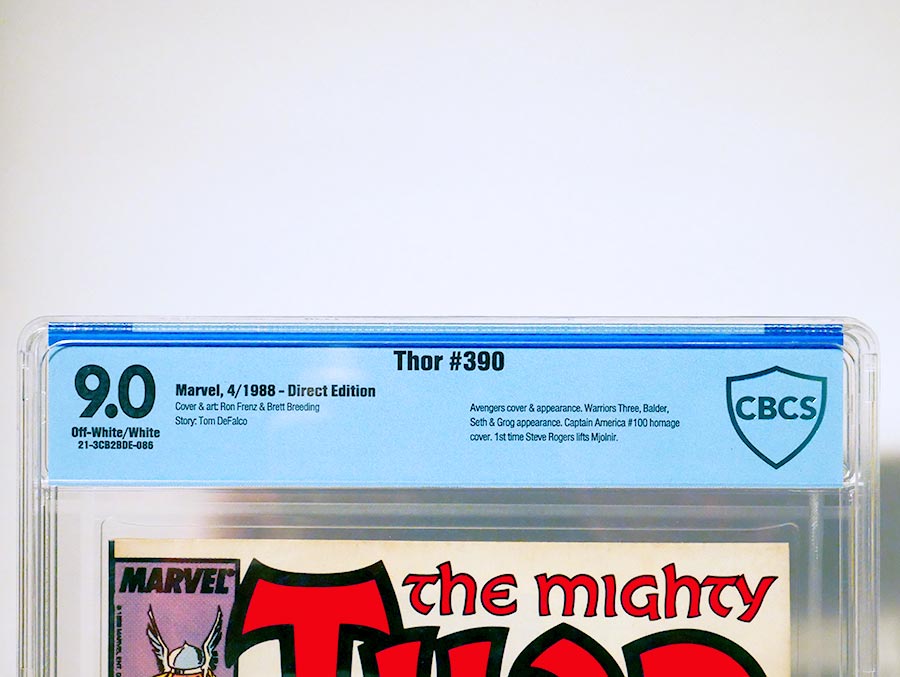 Thor #390
9.0
Off-White/White
21-3CB2BDE-086
Marvel, 4/1988 - Direct Edition
Cover & art: Ron Frenz & Brett Breeding
Story: Tom DeFalco
Avengers cover & appearance. Warriors Three, Balder,
Seth & Grog appearance. Captain America #100 homage
cover. 1st time Steve Rogers lifts Mjolnir.
CBCS
MARVEL
the mighty
THOR